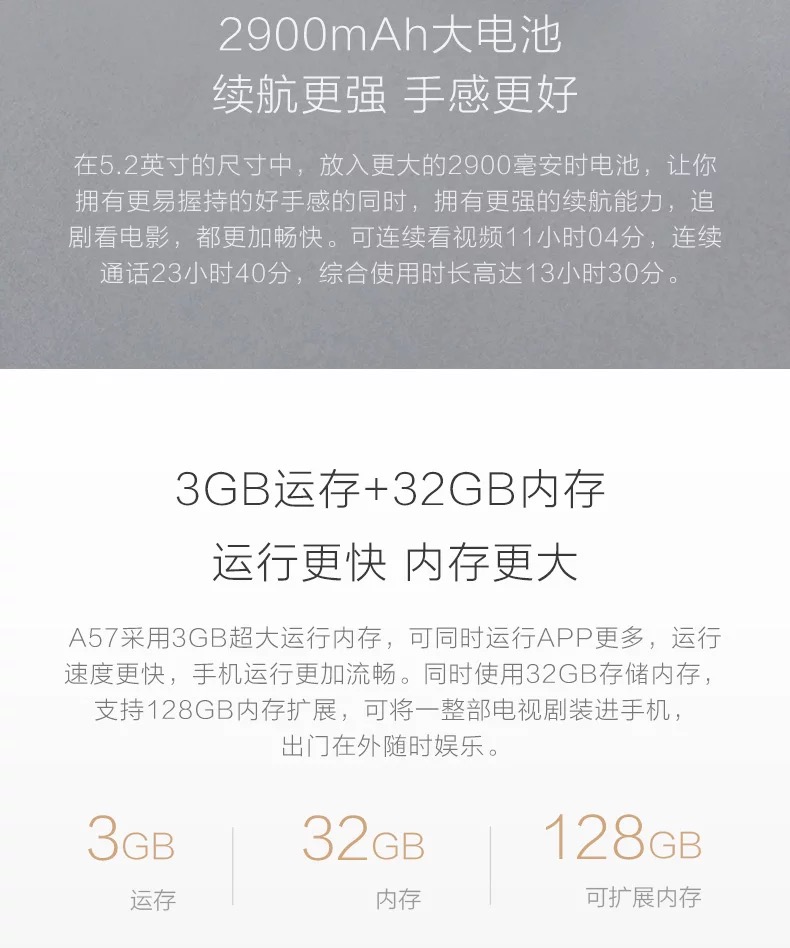 2900mAh大电池
续航更强 手感更好
在5.2英寸的尺寸中，放入更大的2900毫安时电池，让你
拥有更易握持的好手感的同时，拥有更强的续航能力，追
剧看电影，都更加畅快。可连续看视频11小时04分，连续
通话23小时40分，综合使用时长高达13小时30分。
3GB运存+32GB内存
运行更快 内存更大
A57采用3GB超大运行内存，可同时运行APP更多，运行
速度更快，手机运行更加流畅。同时使用32GB存储内存，
支持128GB内存扩展，可将一整部电视剧装进手机，
出门在外随时娱乐。
3GB 32GB 128GB
运存 内存 可扩展内存